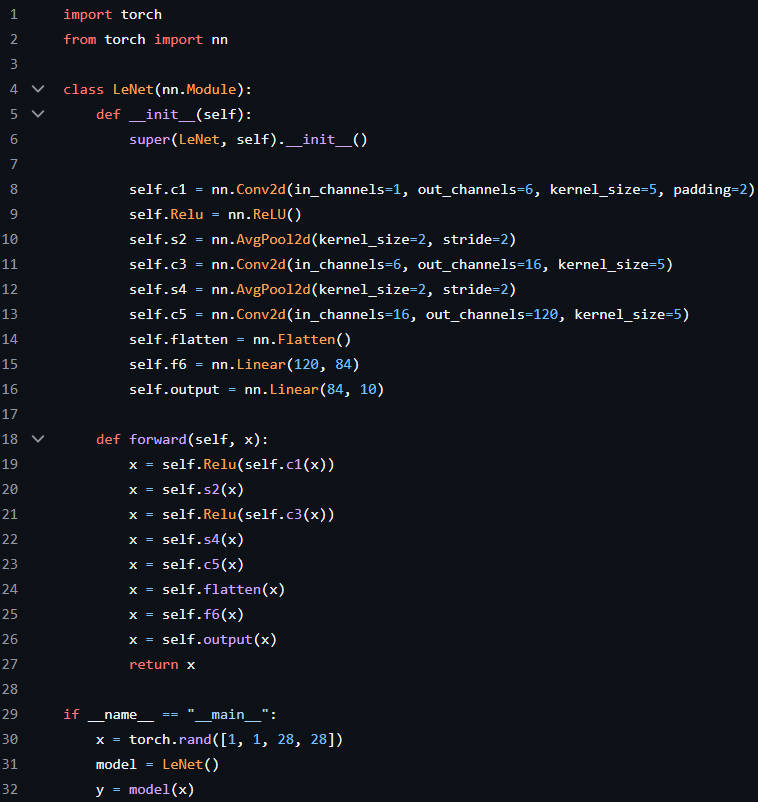 1 import torch
2 from torch import nn
3
4 class LeNet(nn.Module):
5     def __init__(self):
6         super(LeNet, self).__init__()
7
8         self.c1 = nn.Conv2d(in_channels=1, out_channels=6, kernel_size=5, padding=2)
9         self.Relu = nn.ReLU()
10         self.s2 = nn.AvgPool2d(kernel_size=2, stride=2)
11         self.c3 = nn.Conv2d(in_channels=6, out_channels=16, kernel_size=5)
12         self.s4 = nn.AvgPool2d(kernel_size=2, stride=2)
13         self.c5 = nn.Conv2d(in_channels=16, out_channels=120, kernel_size=5)
14         self.flatten = nn.Flatten()
15         self.f6 = nn.Linear(120, 84)
16         self.output = nn.Linear(84, 10)
17
18     def forward(self, x):
19         x = self.Relu(self.c1(x))
20         x = self.s2(x)
21         x = self.Relu(self.c3(x))
22         x = self.s4(x)
23         x = self.c5(x)
24         x = self.flatten(x)
25         x = self.f6(x)
26         x = self.output(x)
27         return x
28
29 if __name__ == "__main__":
30     x = torch.rand([1, 1, 28, 28])
31     model = LeNet()
32     y = model(x)